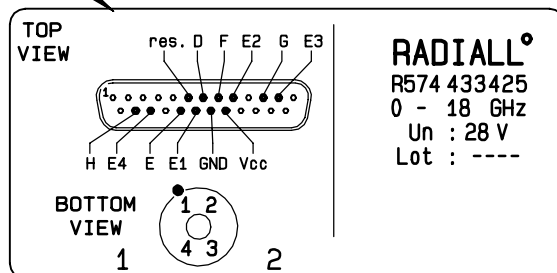 TOP
VIEW
res. D F E2 G E3
1
H E4 E E1 GND Vcc
BOTTOM
VIEW
1 2
4 3
1 2
RADIALL°
R574 433425
0 - 18 GHz
Un : 28 V
Lot : ----